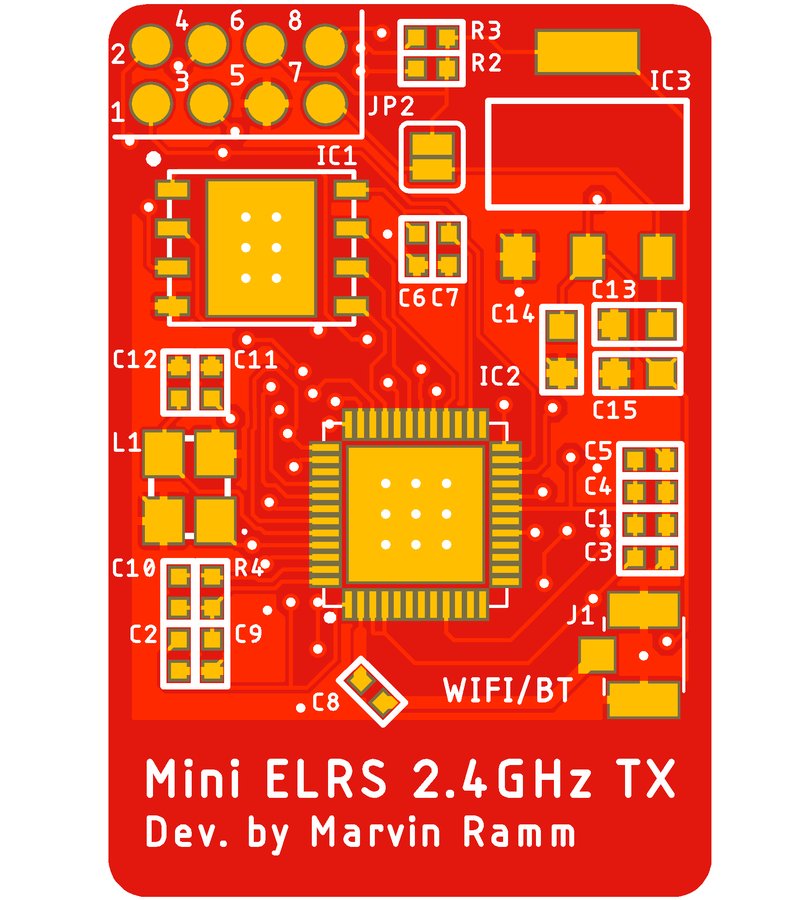 4 6 8
R3
2
R2
3 5 7
IC3
1
JP2
IC1
C6 C7
C13
C14
C12 C11
IC2
C15
L1
C5
C4
C1
C3
C10 R4
J1
C2 C9
WIFI/BT
C8
Mini ELRS 2.4GHz TX
Dev. by Marvin Ramm